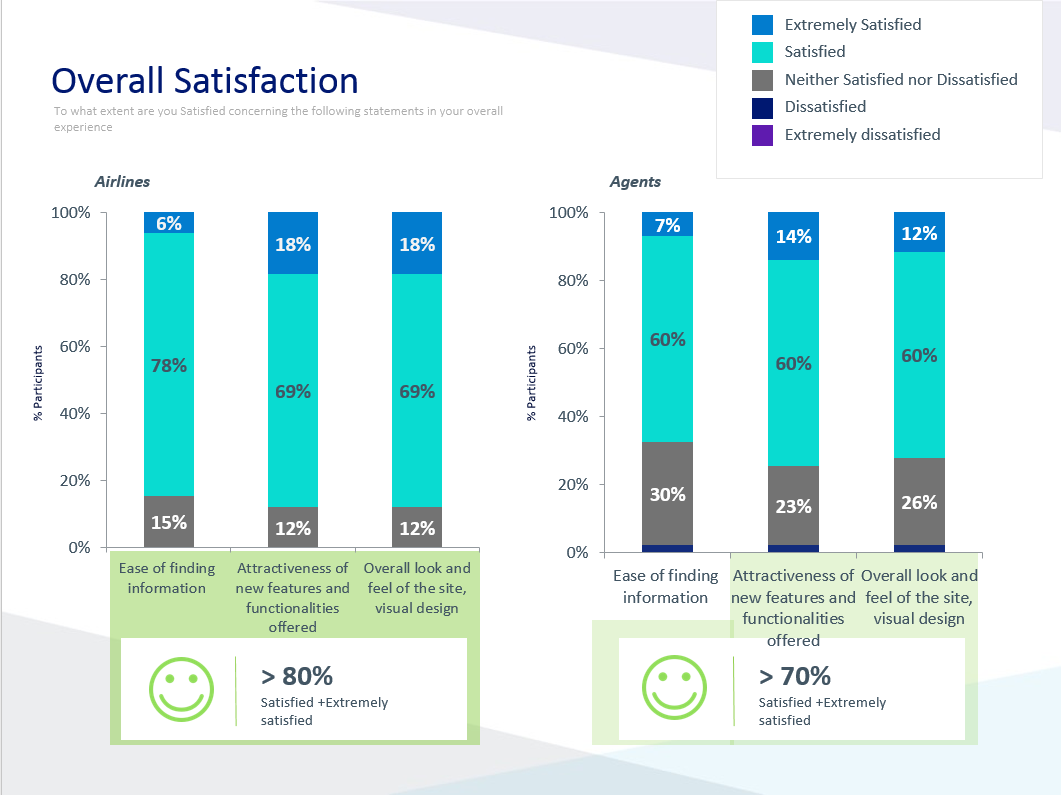 Extremely Satisfied
Satisfied
Neither Satisfied nor Dissatisfied
Dissatisfied
Extremely dissatisfied
Overall Satisfaction
To what extent are you Satisfied concerning the following statements in your overall
experience
Airlines
% Participants
100%
80%
60%
40%
20%
0%
6%
78%
15%
18%
69%
12%
18%
69%
12%
Ease of finding
information
Attractiveness of
new features and
functionalities
offered
Overall look and
feel of the site,
visual design
> 80%
Satisfied +Extremely
satisfied
Agents
% Participants
100%
80%
60%
40%
20%
0%
7%
60%
30%
14%
60%
23%
12%
60%
26%
Ease of finding
information
Attractiveness of
new features and
functionalities
offered
Overall look and
feel of the site,
visual design
> 70%
Satisfied +Extremely
satisfied